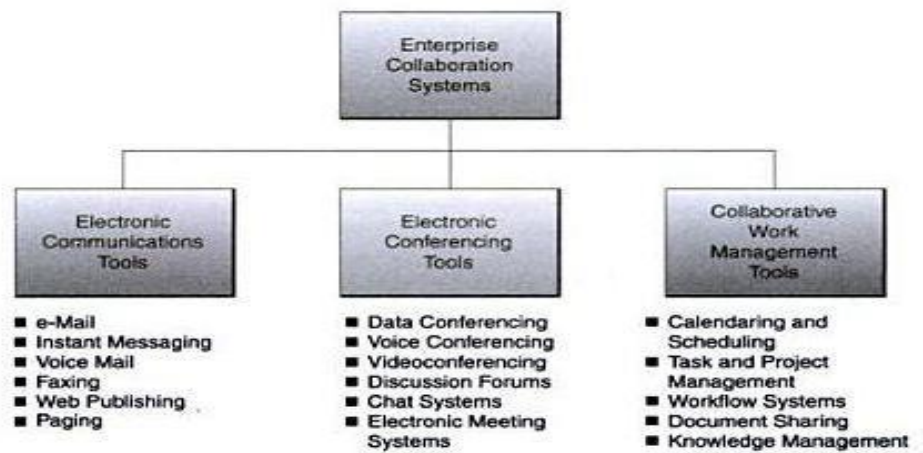 Enterprise
Collaboration
Systems
Electronic
Communications
Tools
Electronic
Conferencing
Tools
Collaborative
Work
Management
Tools
■ e-Mail
■ Instant Messaging
■ Voice Mail
■ Faxing
■ Web Publishing
■ Paging
■ Data Conferencing
■ Voice Conferencing
■ Videoconferencing
■ Discussion Forums
■ Chat Systems
■ Electronic Meeting
Systems
■ Calendaring and
Scheduling
■ Task and Project
Management
■ Workflow Systems
■ Document Sharing
■ Knowledge Management